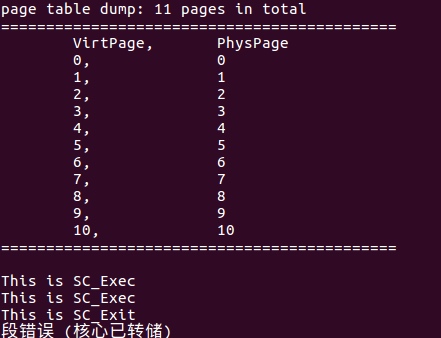 page table dump: 11 pages in total
============================================
VirtPage, PhysPage
0, 0
1, 1
2, 2
3, 3
4, 4
5, 5
6, 6
7, 7
8, 8
9, 9
10, 10
============================================
This is SC_Exec
This is SC_Exec
This is SC_Exit
段错误 (核心已转储)